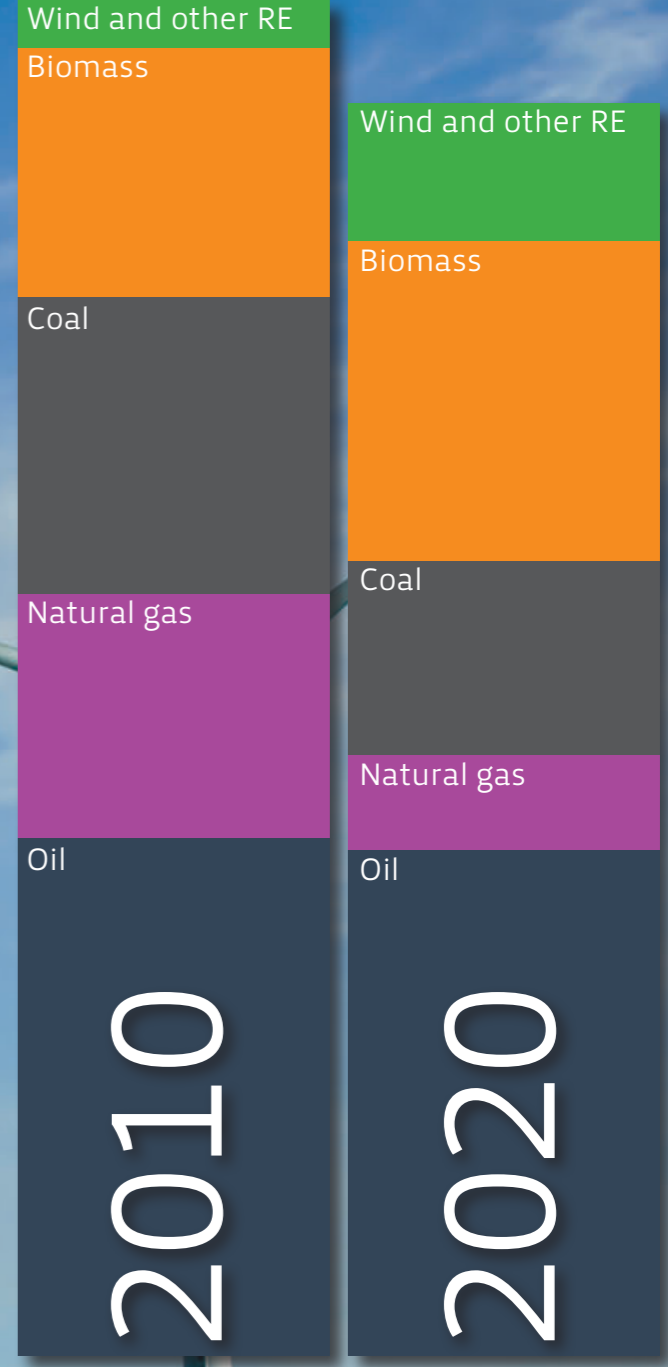 Wind and other RE
Biomass
Coal
Natural gas
Oil
2010
Wind and other RE
Biomass
Coal
Natural gas
Oil
2020